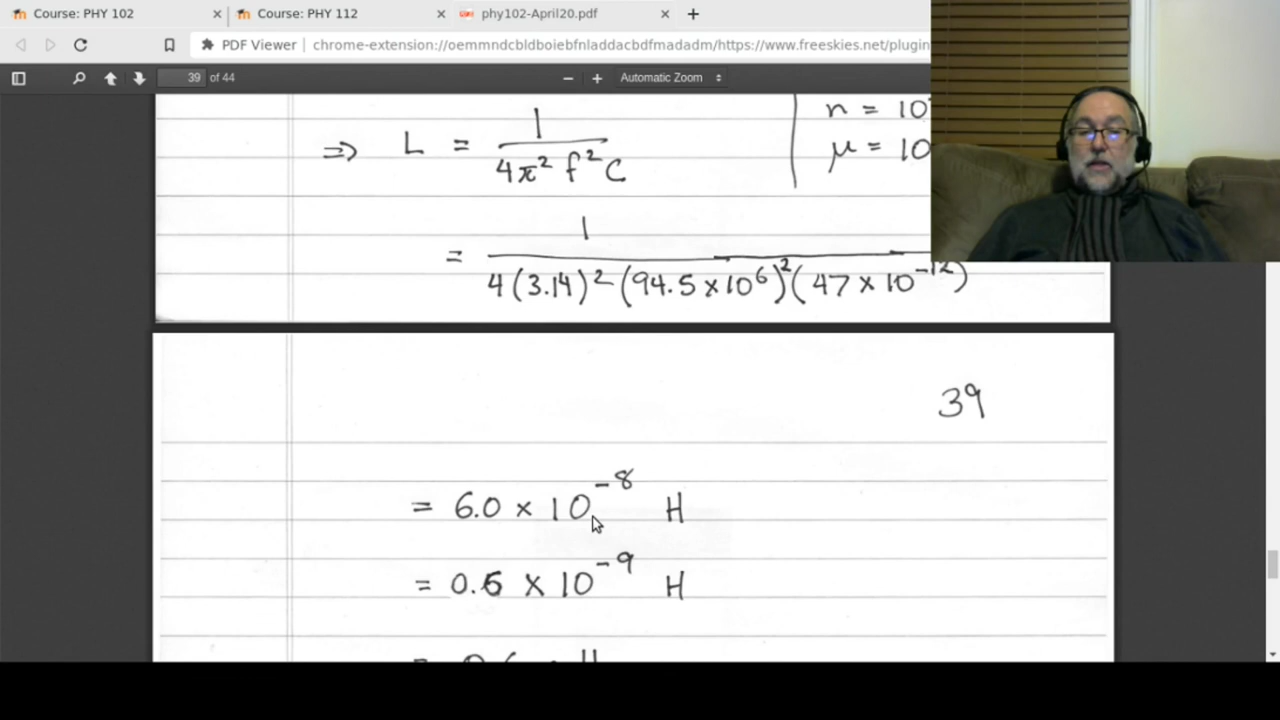 Course: PHY 102
Course: PHY 112
phy102-April20.pdf
PDF Viewer
chrome-extension://oemmndcbldboiebfnladdacbdfmadadm/https://www.freeskies.net/plugin
39 of 44
Automatic Zoom
⇒ L = 1 / 4π² f² C
n = 10
μ = 10
= 1 / 4(3.14)² (94.5 × 10⁶)² (47 × 10⁻¹²)
39
= 6.0 × 10⁻⁸ H
= 0.6 × 10⁻⁹ H